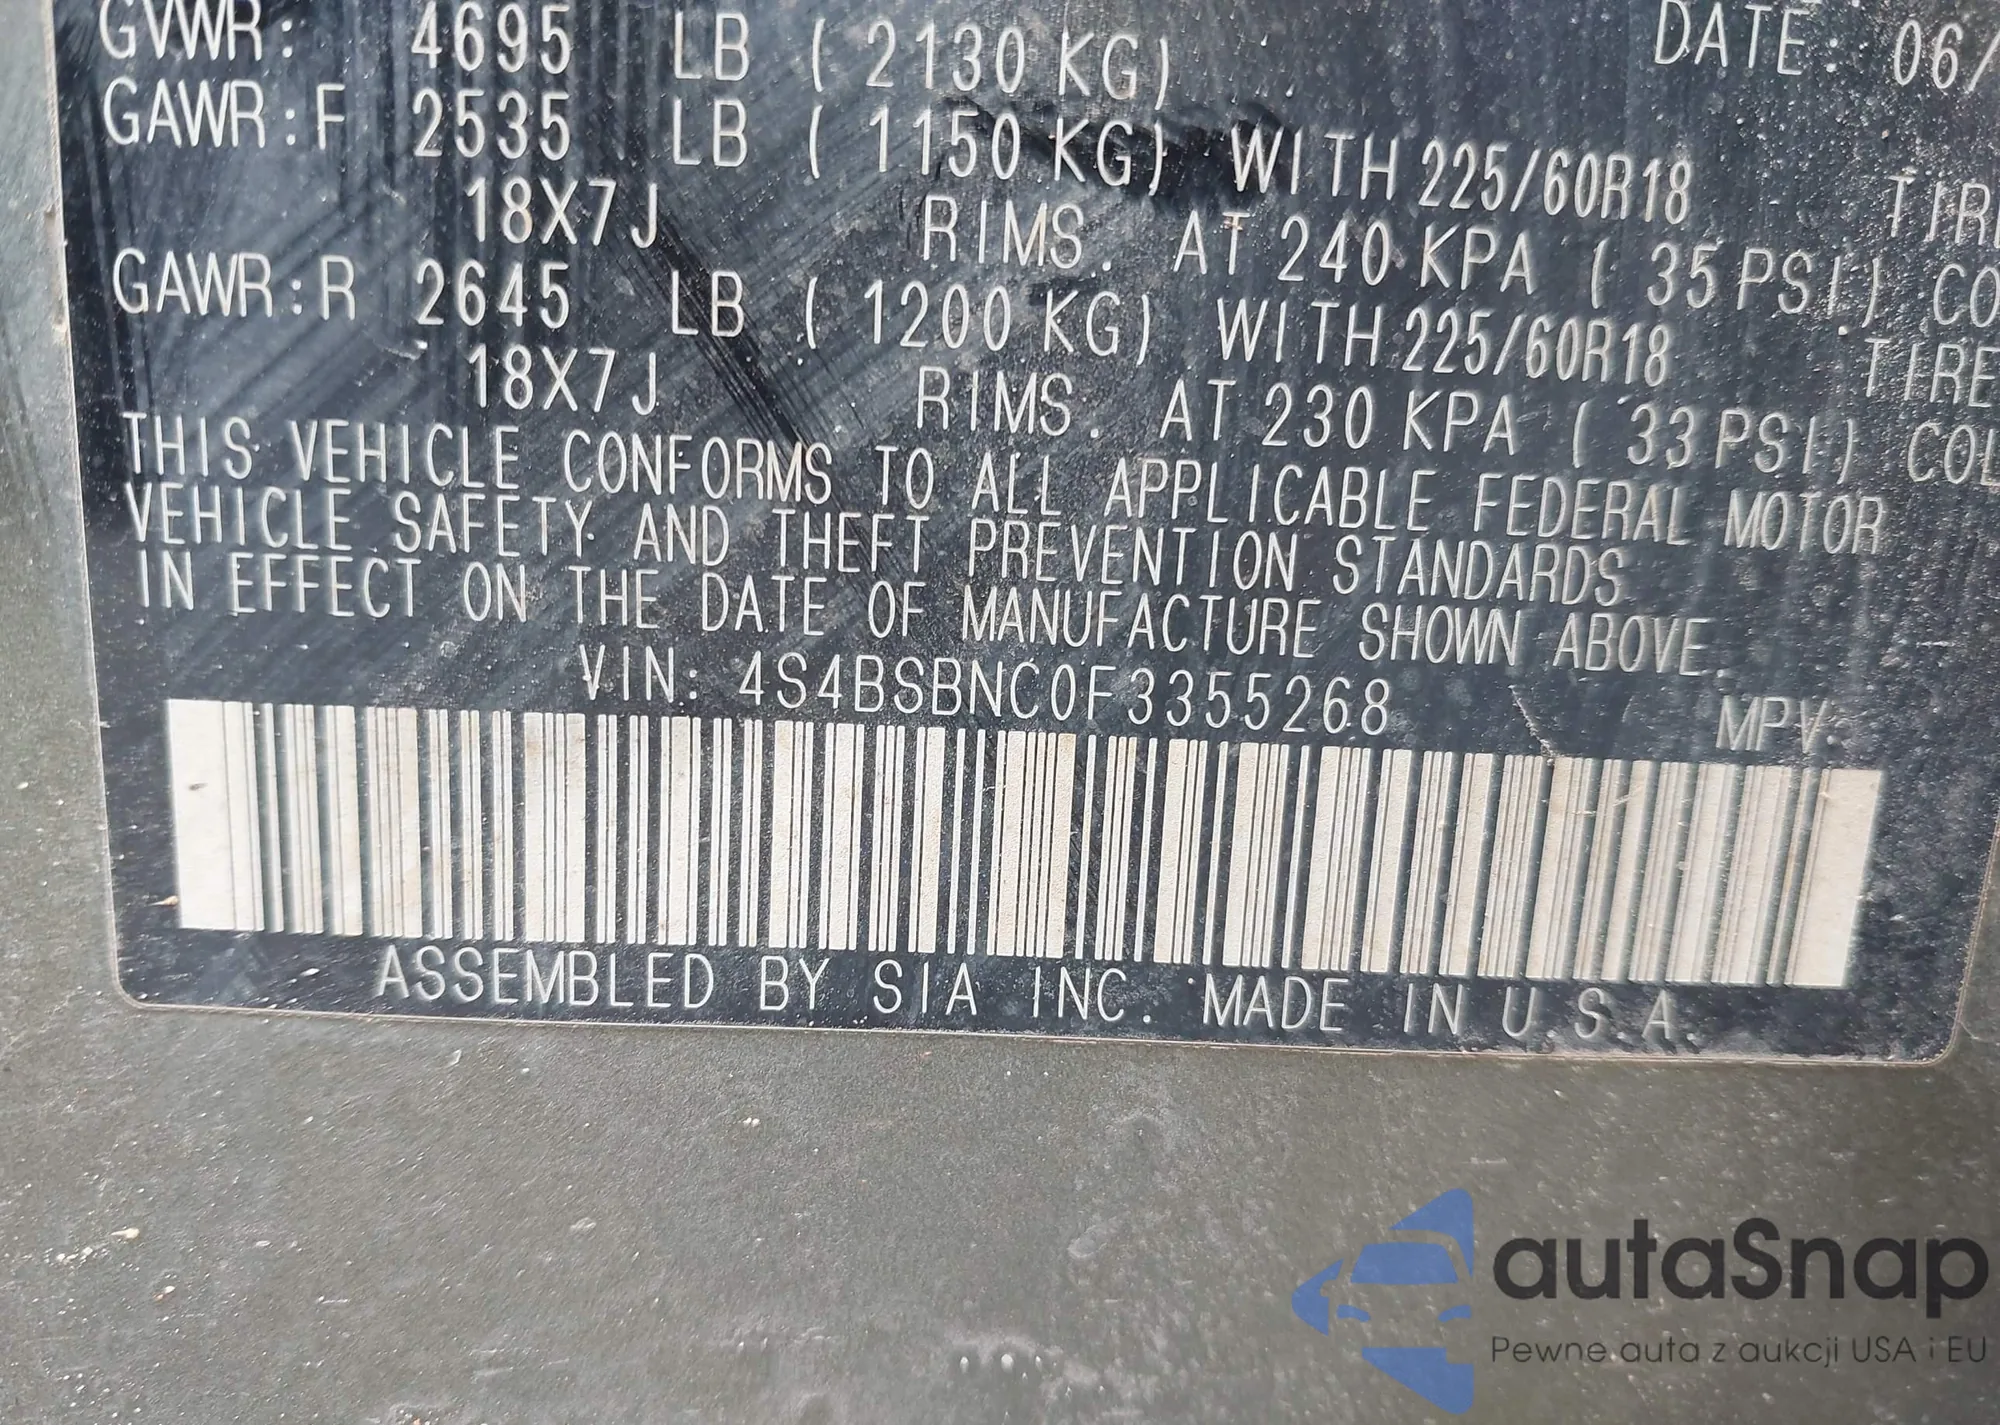 GVWR: 4695 LB ( 2130 KG) DATE: 06/
GAWR:F 2535 LB ( 1150 KG) WITH 225/60R18
18X7J RIMS. AT 240 KPA ( 35 PSI)
GAWR:R 2645 LB ( 1200 KG) WITH 225/60R18 TIRE
18X7J RIMS. AT 230 KPA ( 33 PSI)
THIS VEHICLE CONFORMS TO ALL APPLICABLE FEDERAL MOTOR
VEHICLE SAFETY AND THEFT PREVENTION STANDARDS
IN EFFECT ON THE DATE OF MANUFACTURE SHOWN ABOVE.
VIN: 4S4BSBNC0F3355268 MPV
ASSEMBLED BY SIA INC. MADE IN U.S.A.
autaSnap
Pewne auta z aukcji USA i EU